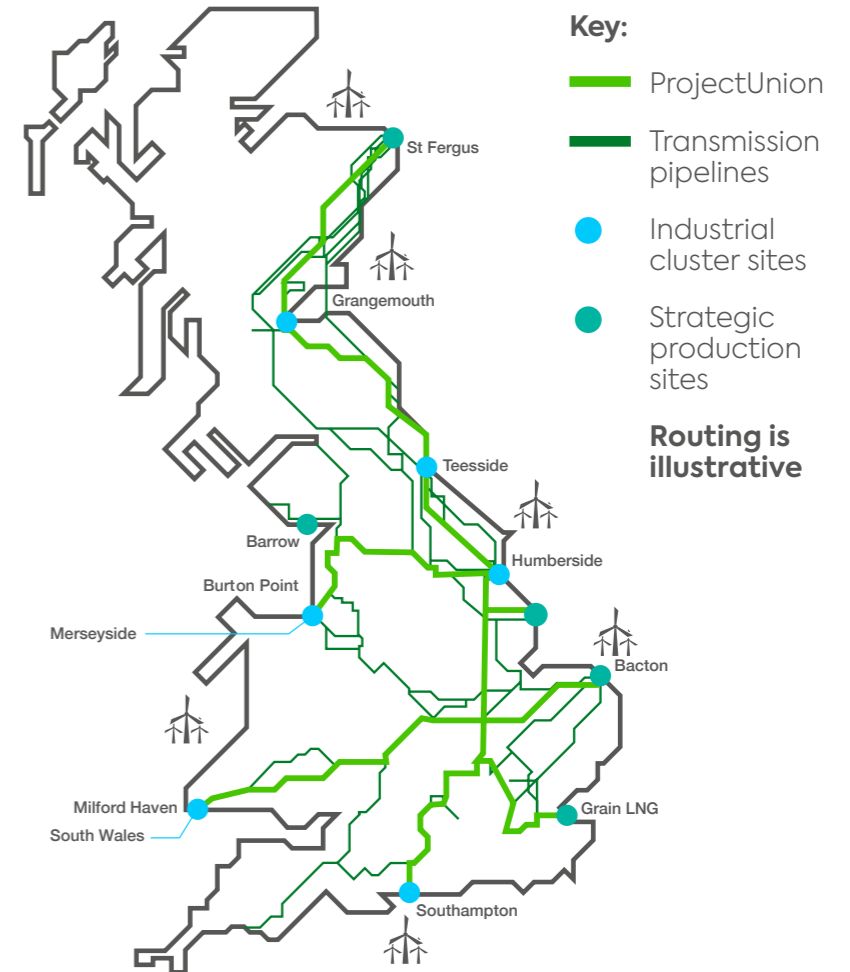 Key:
ProjectUnion
Transmission
pipelines
Industrial
cluster sites
Strategic
production
sites
Routing is
illustrative
St Fergus
Grangemouth
Teesside
Humberside
Barrow
Burton Point
Merseyside
Bacton
Milford Haven
South Wales
Grain LNG
Southampton